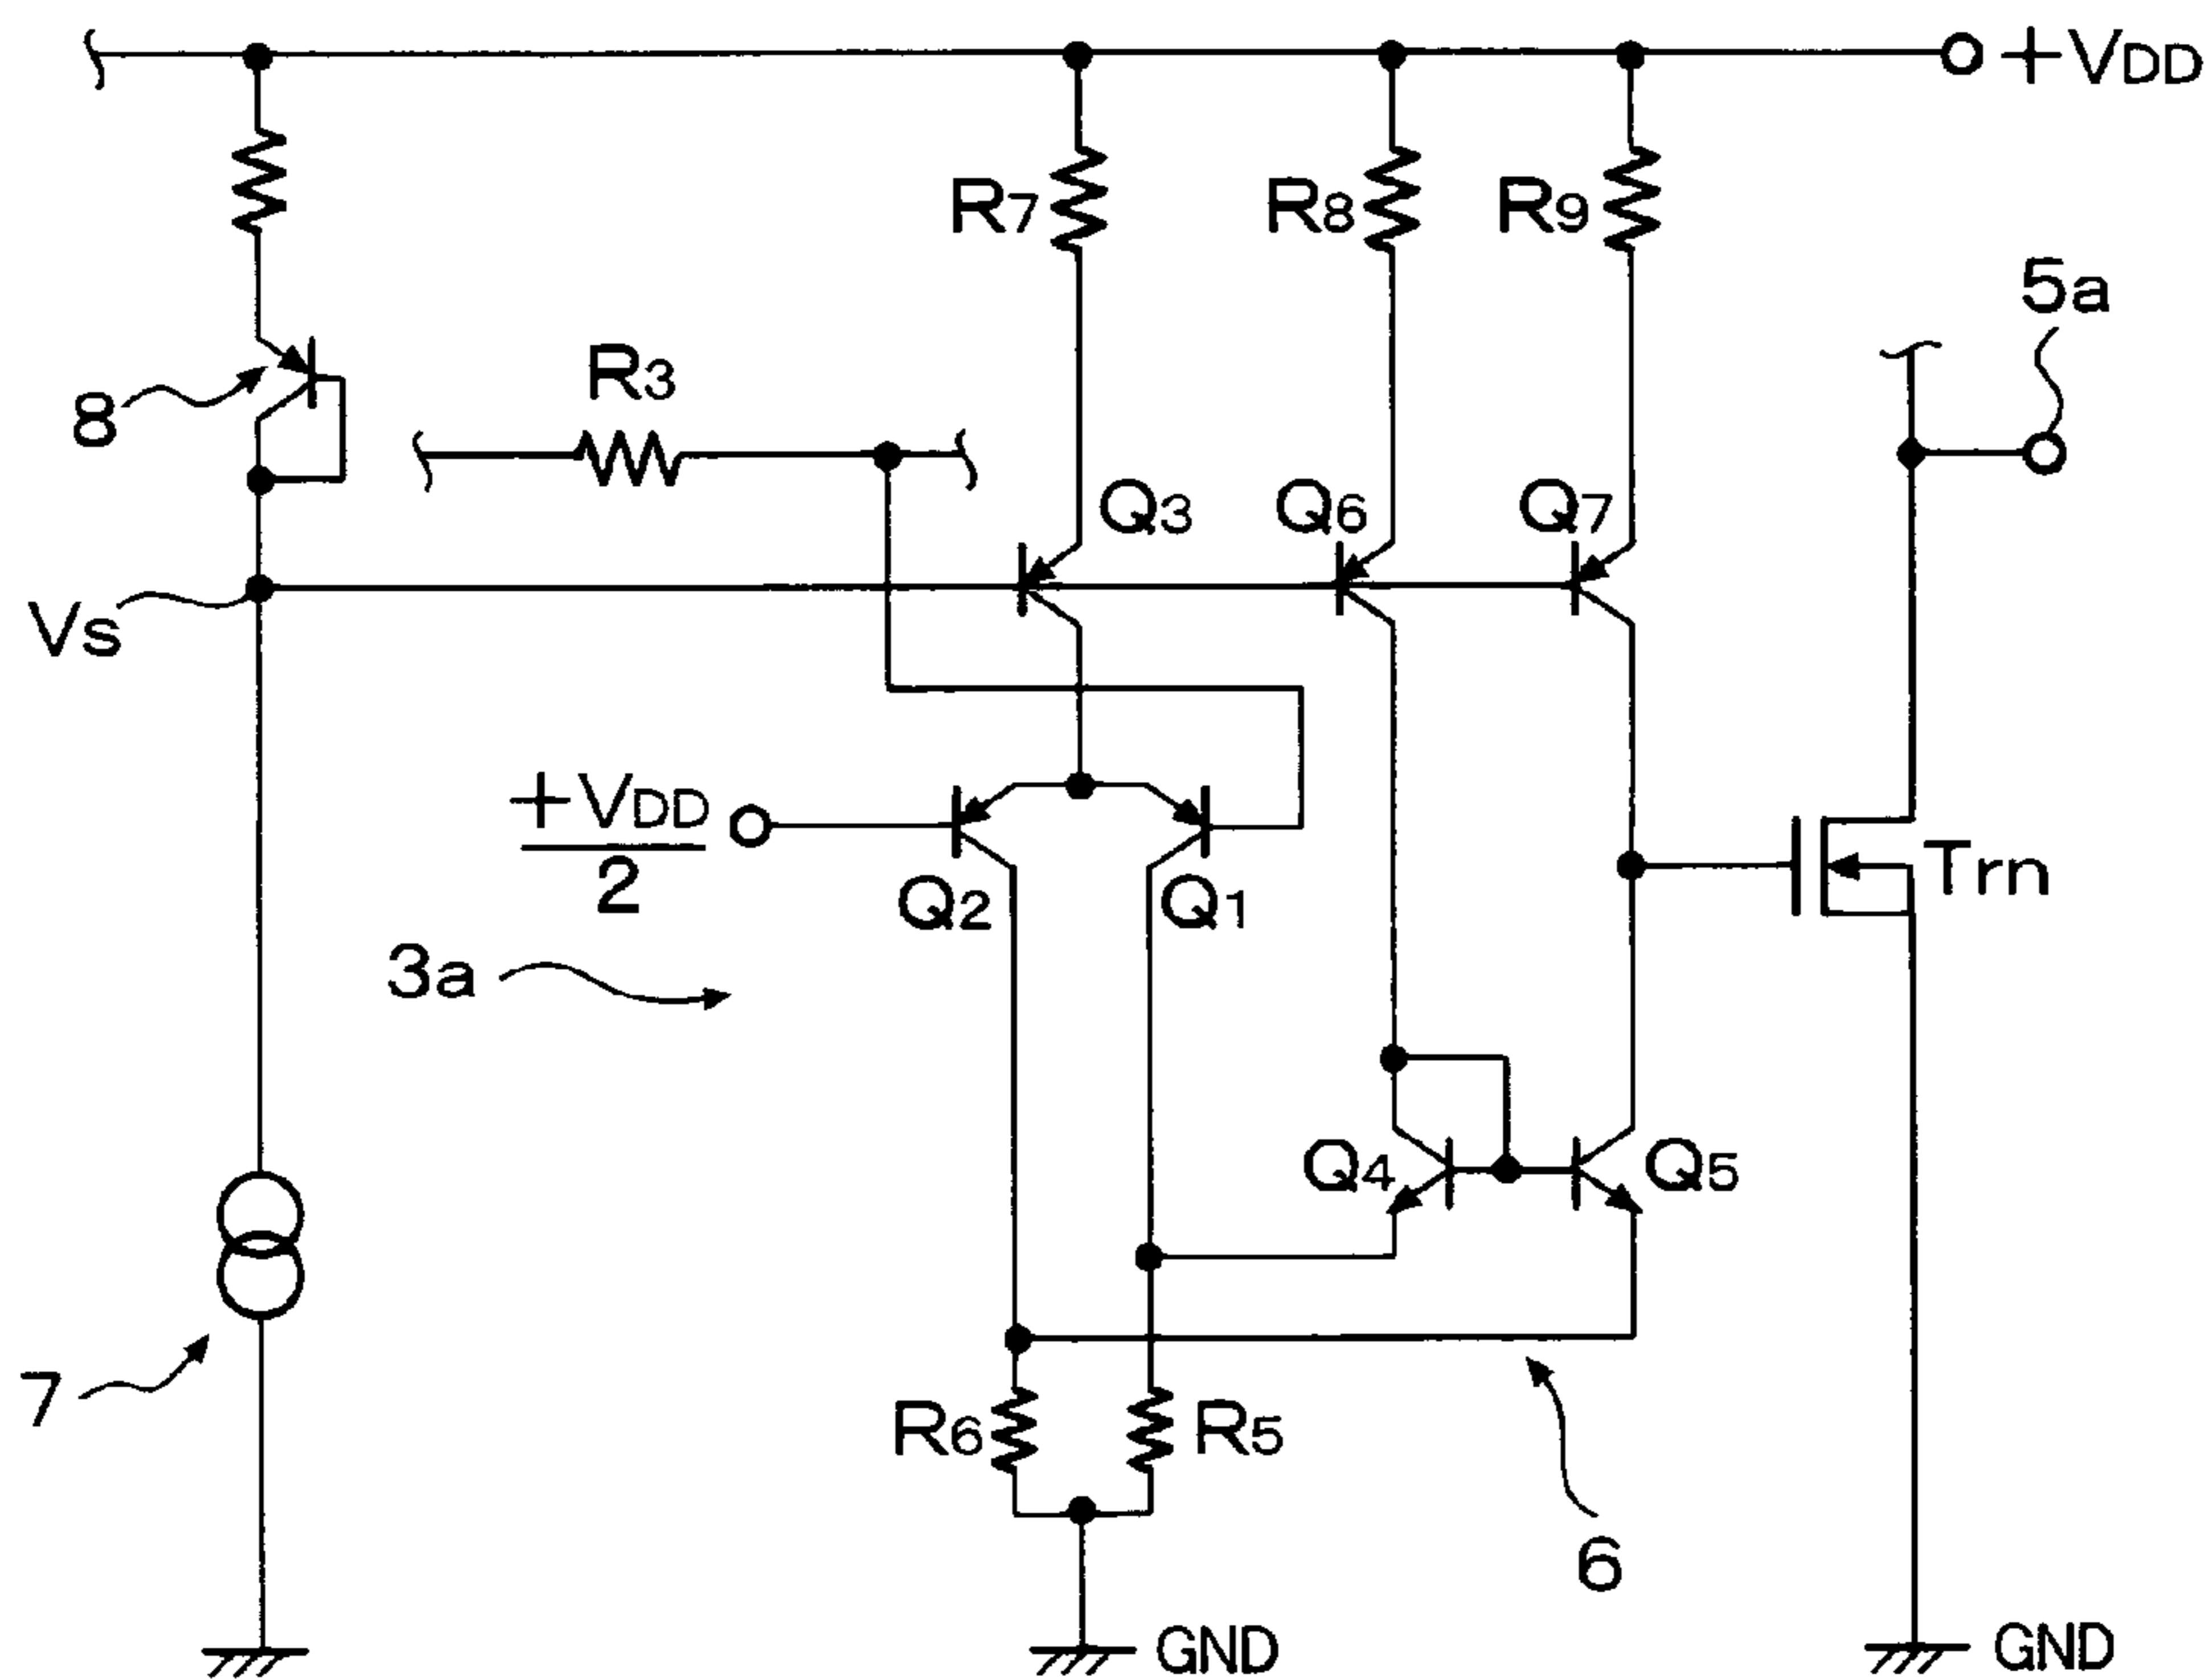 +VDD
R7
R8
R9
5a
R3
8
Q3
Q6
Q7
Vs
+VDD
2
Trn
Q2
Q1
3a
Q4
Q5
7
R6
R5
6
GND
GND